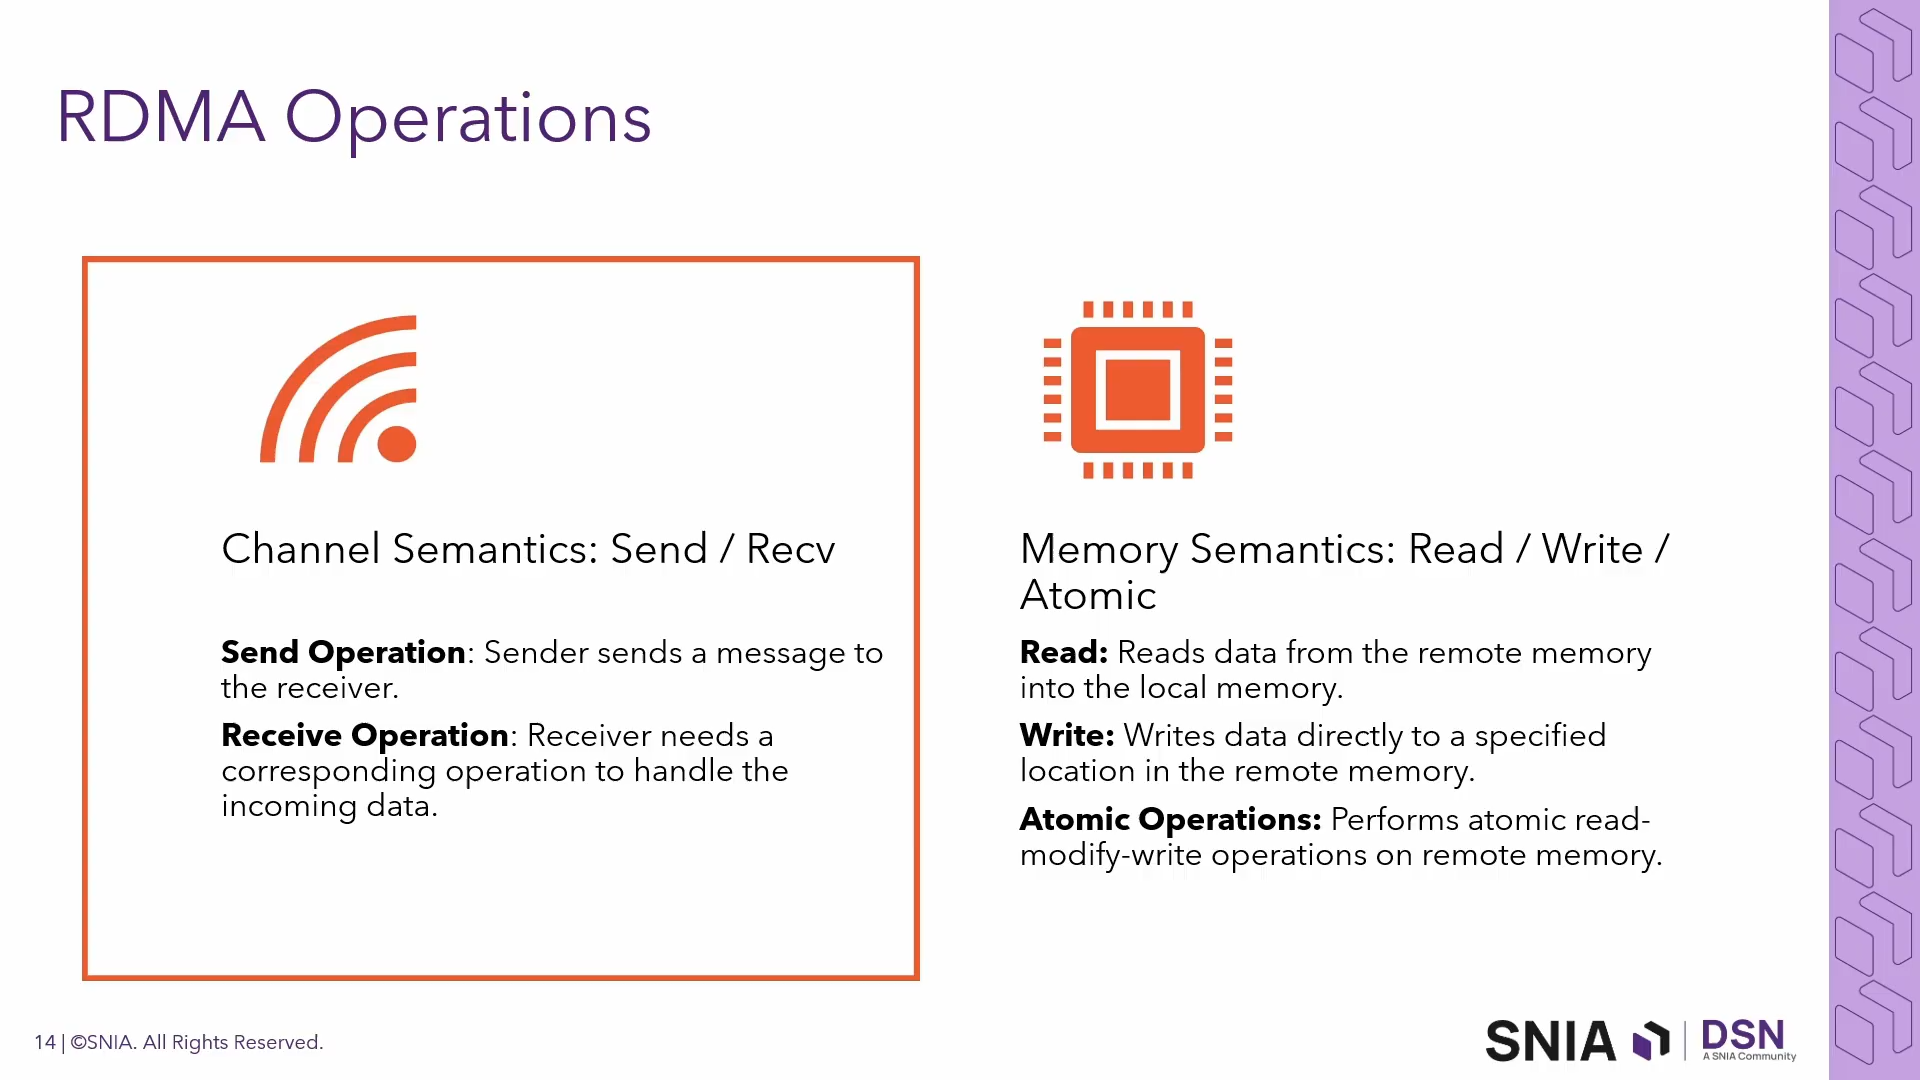 RDMA Operations
Channel Semantics: Send / Recv
Send Operation: Sender sends a message to
the receiver.
Receive Operation: Receiver needs a
corresponding operation to handle the
incoming data.
Memory Semantics: Read / Write /
Atomic
Read: Reads data from the remote memory
into the local memory.
Write: Writes data directly to a specified
location in the remote memory.
Atomic Operations: Performs atomic read-
modify-write operations on remote memory.
14 | ©SNIA. All Rights Reserved.
SNIA | DSN
A SNIA Community